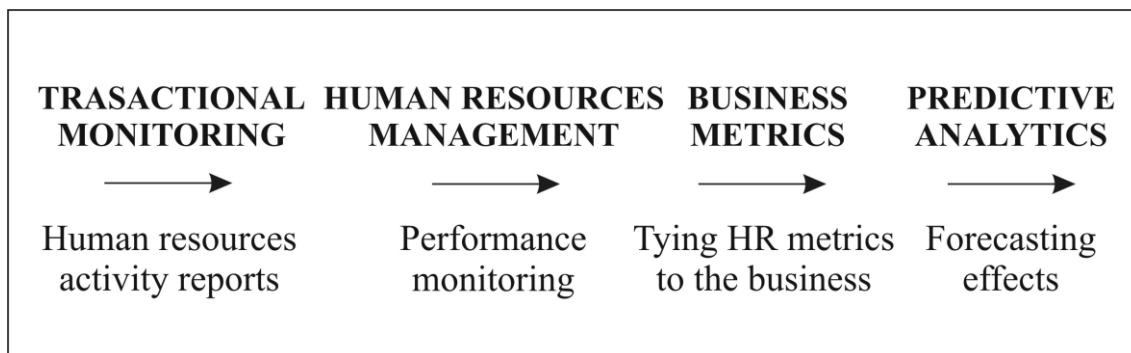 TRASACTIONAL
MONITORING
Human resources
activity reports
HUMAN RESOURCES
MANAGEMENT
Performance
monitoring
BUSINESS
METRICS
Tying HR metrics
to the business
PREDICTIVE
ANALYTICS
Forecasting
effects